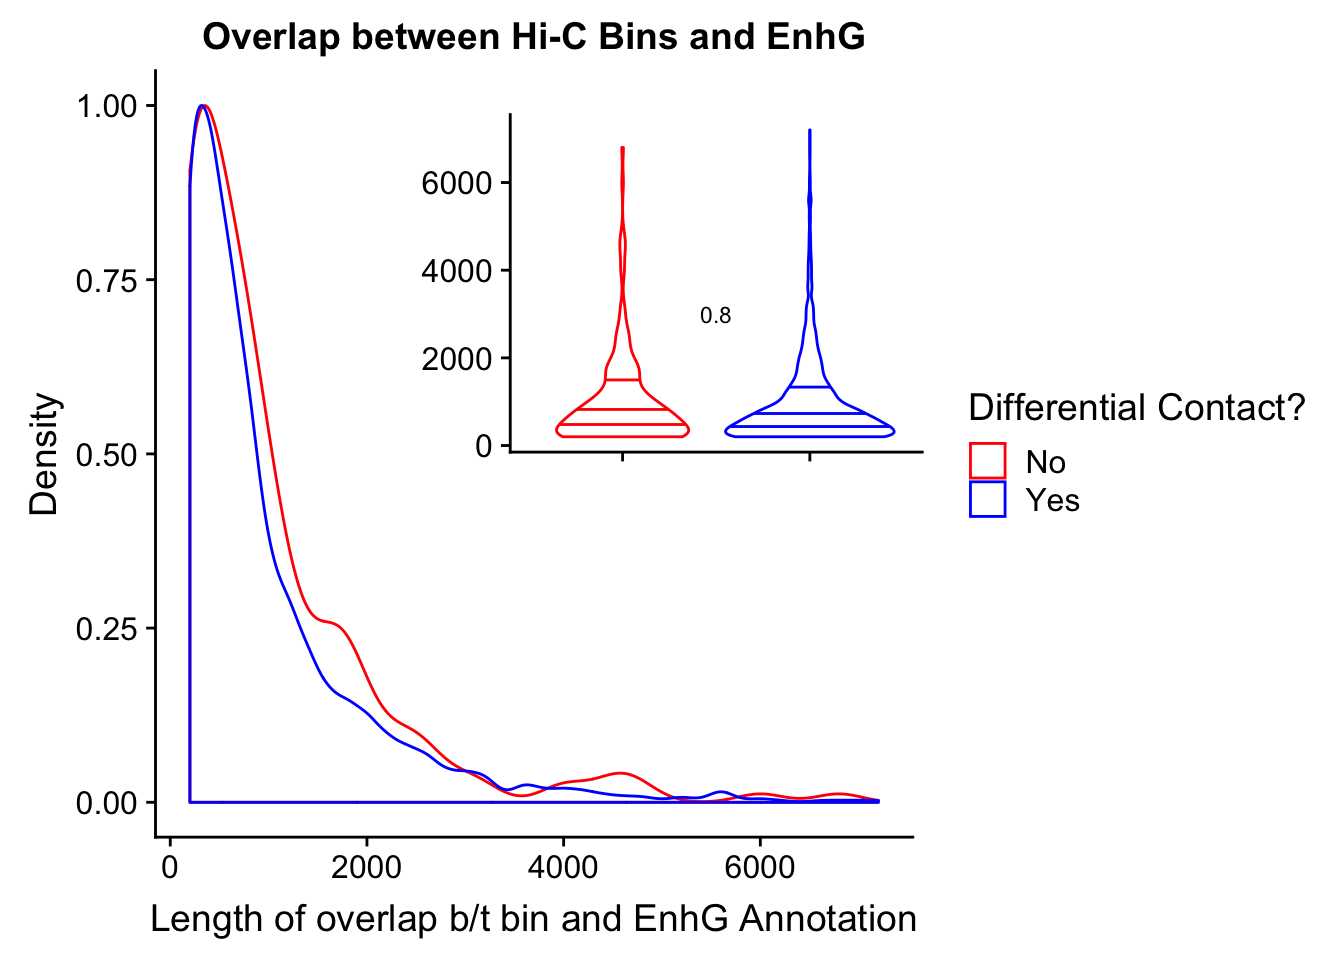 Overlap between Hi-C Bins and EnhG
Density
1.00
0.75
0.50
0.25
0.00
6000
4000
2000
0
0.8
Differential Contact?
No
Yes
0 2000 4000 6000
Length of overlap b/t bin and EnhG Annotation